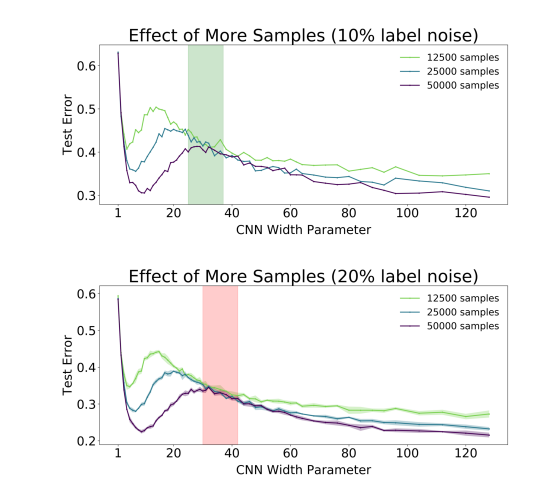 Effect of More Samples (10% label noise)
12500 samples
25000 samples
50000 samples
0.6
0.5
0.4
0.3
Test Error
1 20 40 60 80 100 120
CNN Width Parameter
Effect of More Samples (20% label noise)
12500 samples
25000 samples
50000 samples
0.6
0.5
0.4
0.3
0.2
Test Error
1 20 40 60 80 100 120
CNN Width Parameter